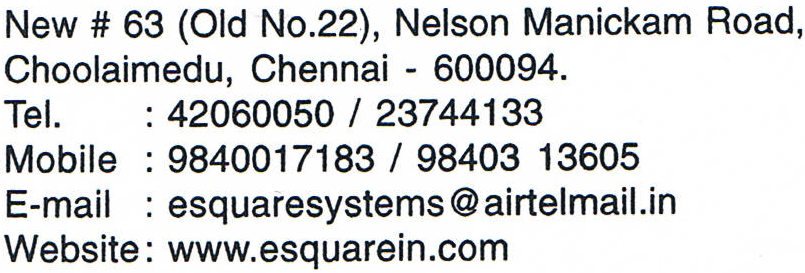 New # 63 (Old No.22), Nelson Manickam Road,
Choolaimedu, Chennai - 600094.
Tel. : 42060050 / 23744133
Mobile : 9840017183 / 98403 13605
E-mail : esquaresystems@airtelmail.in
Website: www.esquarein.com